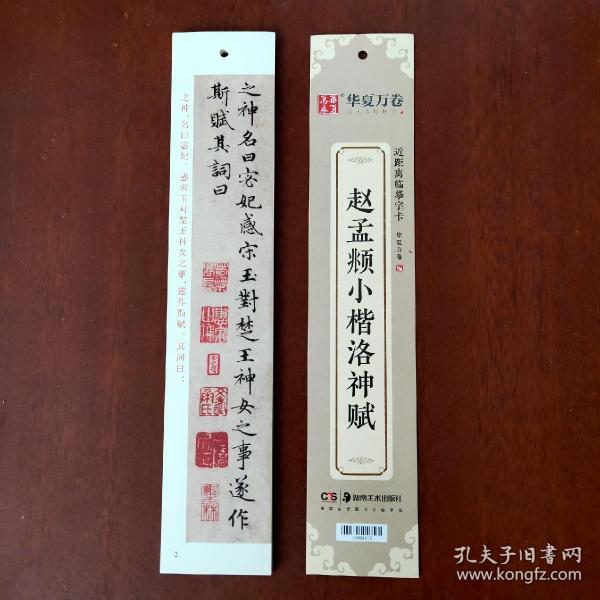 之神名曰宓妃感宋玉對楚王神女之事遂作
斯賦其詞曰
之神，名曰宓妃。感宋玉对楚王神女之事，遂作斯赋。其词曰：
2
华夏万卷
近距离临摹字卡
华夏万卷 编
赵孟頫小楷洛神赋
湖南美术出版社
孔夫子旧书网
www.kongfz.com